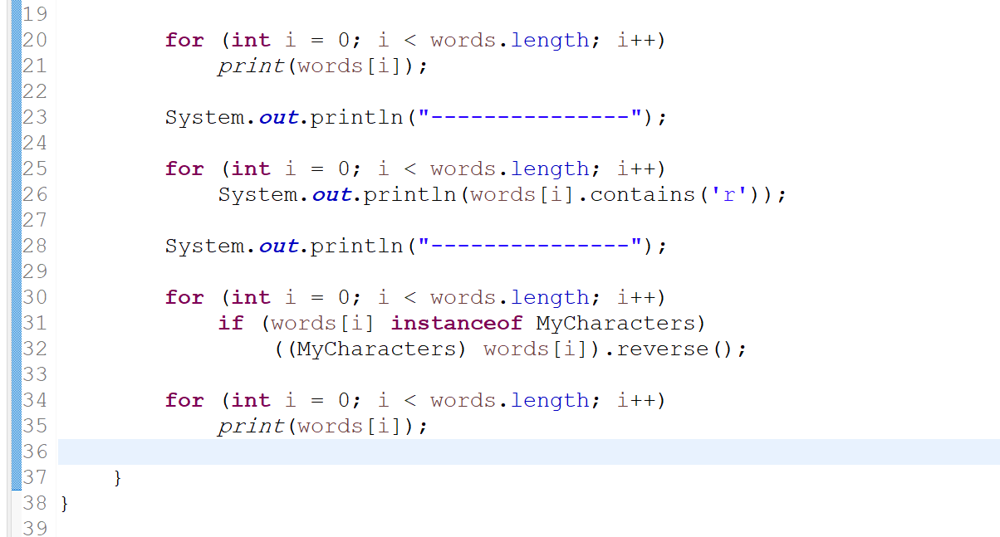 19
20 for (int i = 0; i < words.length; i++)
21 print(words[i]);
22
23 System.out.println("---------------");
24
25 for (int i = 0; i < words.length; i++)
26 System.out.println(words[i].contains('r'));
27
28 System.out.println("---------------");
29
30 for (int i = 0; i < words.length; i++)
31 if (words[i] instanceof MyCharacters)
32 ((MyCharacters) words[i]).reverse();
33
34 for (int i = 0; i < words.length; i++)
35 print(words[i]);
36
37 }
38 }
39